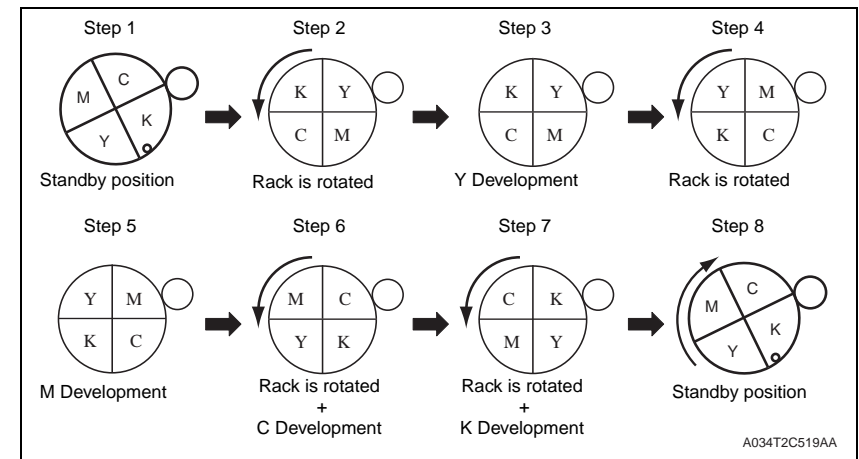 Step 1 Step 2 Step 3 Step 4
M C K Y K Y Y M
Y K C M C M K C
Standby position Rack is rotated Y Development Rack is rotated
Step 5 Step 6 Step 7 Step 8
Y M M C C K M C
K C Y K M Y Y K
M Development Rack is rotated Rack is rotated Standby position
+ +
C Development K Development
A034T2C519AA